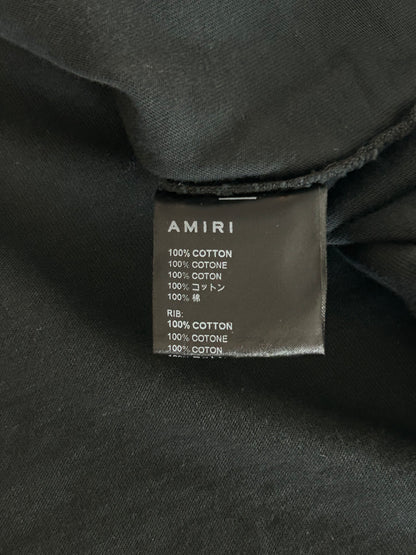 AMIRI
100% COTTON
100% COTONE
100% COTON
100% コットン
100% 棉
RIB:
100% COTTON
100% COTONE
100% COTON